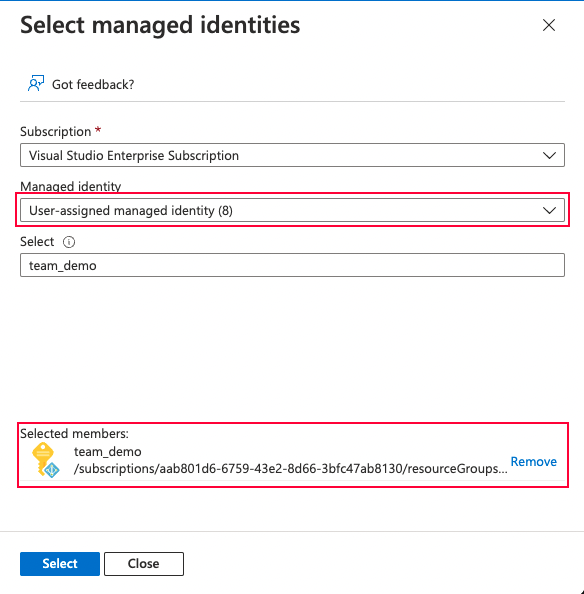 Select managed identities
Got feedback?
Subscription *
Visual Studio Enterprise Subscription
Managed identity
User-assigned managed identity (8)
Select
team_demo
Selected members:
team_demo
/subscriptions/aab801d6-6759-43e2-8d66-3bfc47ab8130/resourceGroups...
Remove
Select
Close